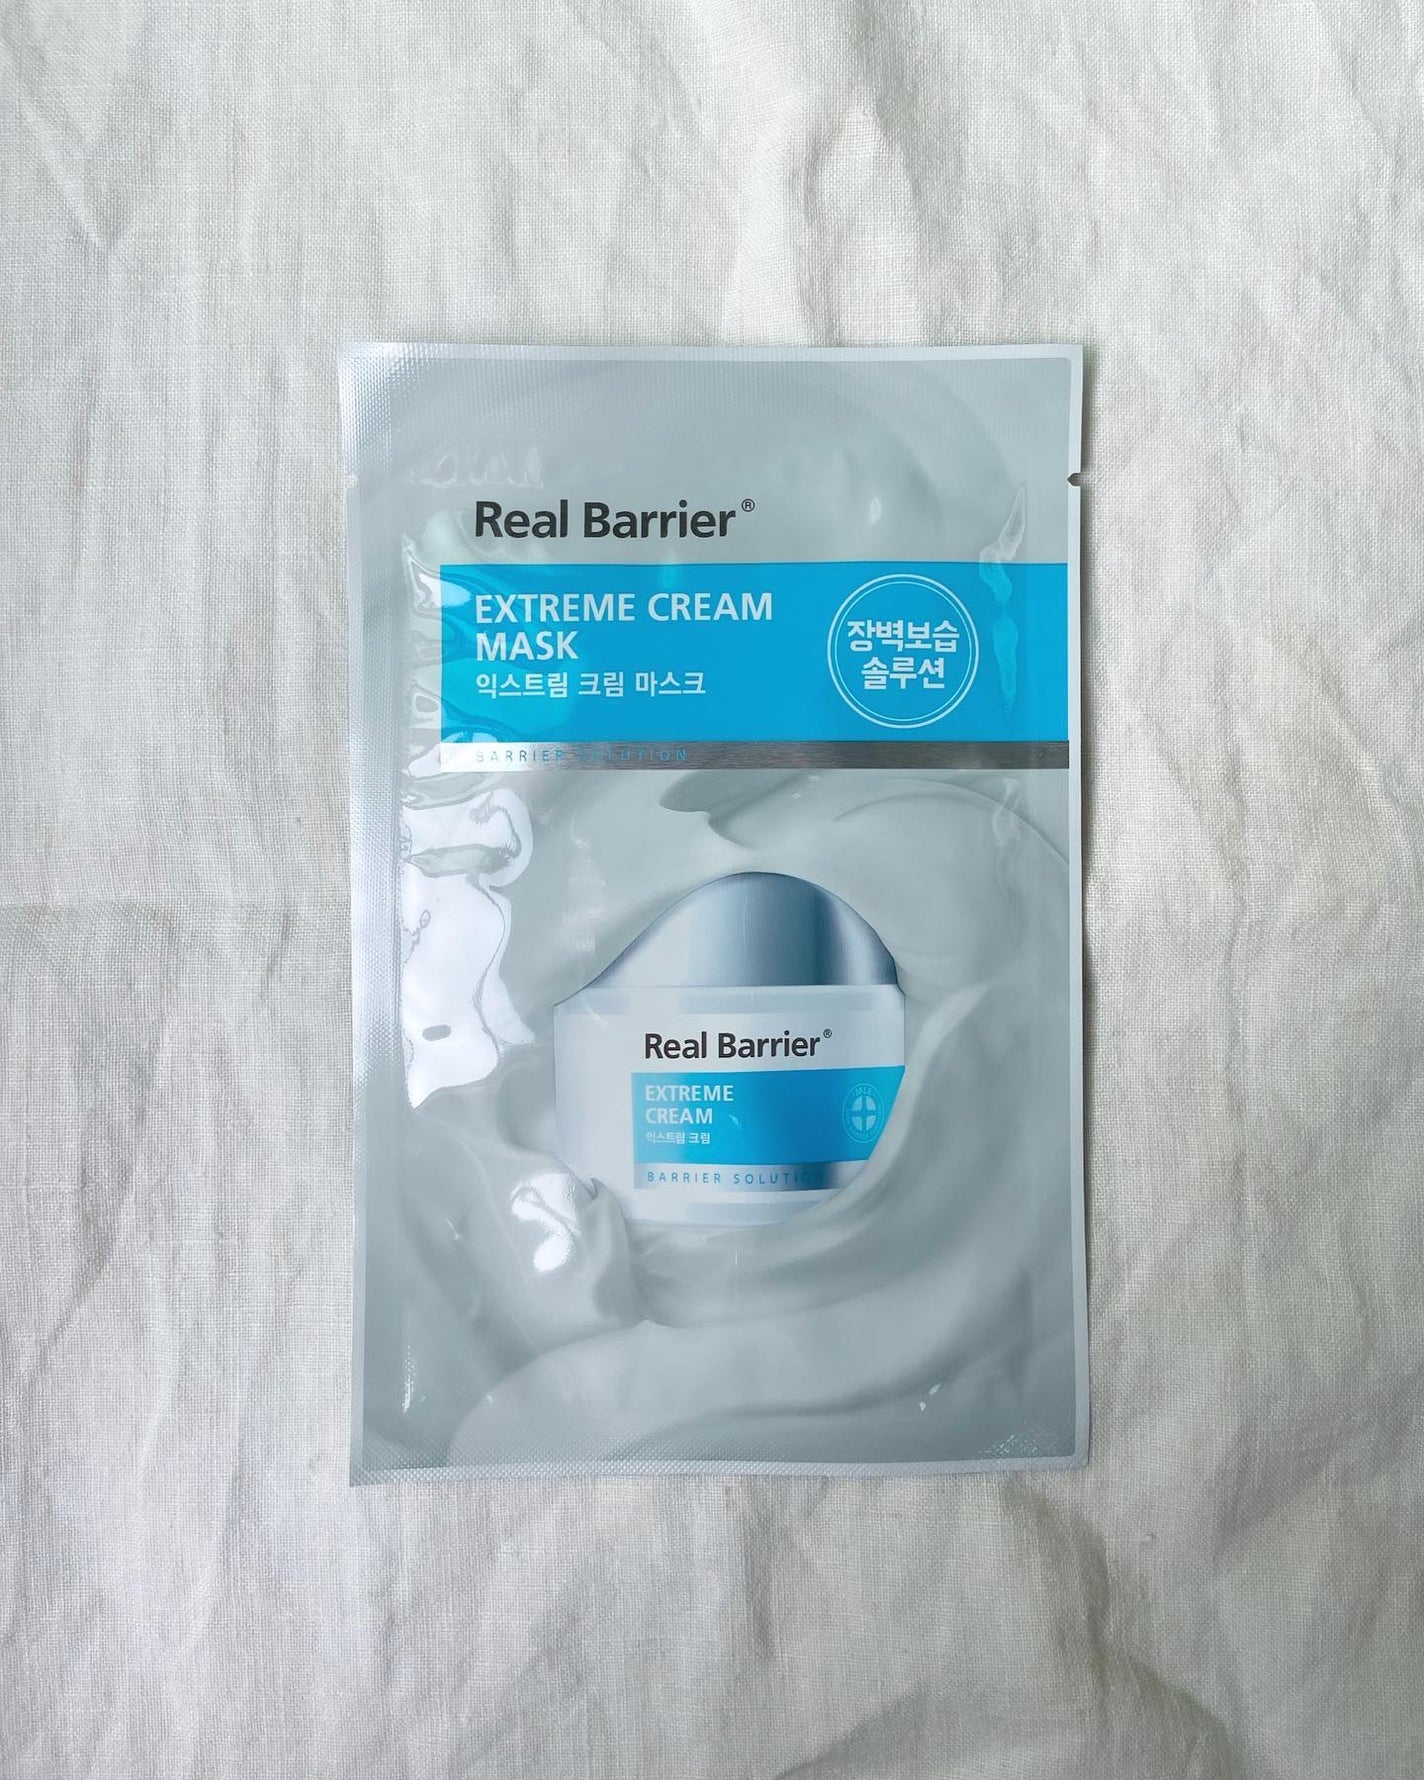 Real Barrier®
EXTREME CREAM
MASK
익스트림 크림 마스크
장벽보습
솔루션
BARRIER SOLUTION
Real Barrier®
EXTREME
CREAM
익스트림 크림
MLE
BARRIER SOLUTION